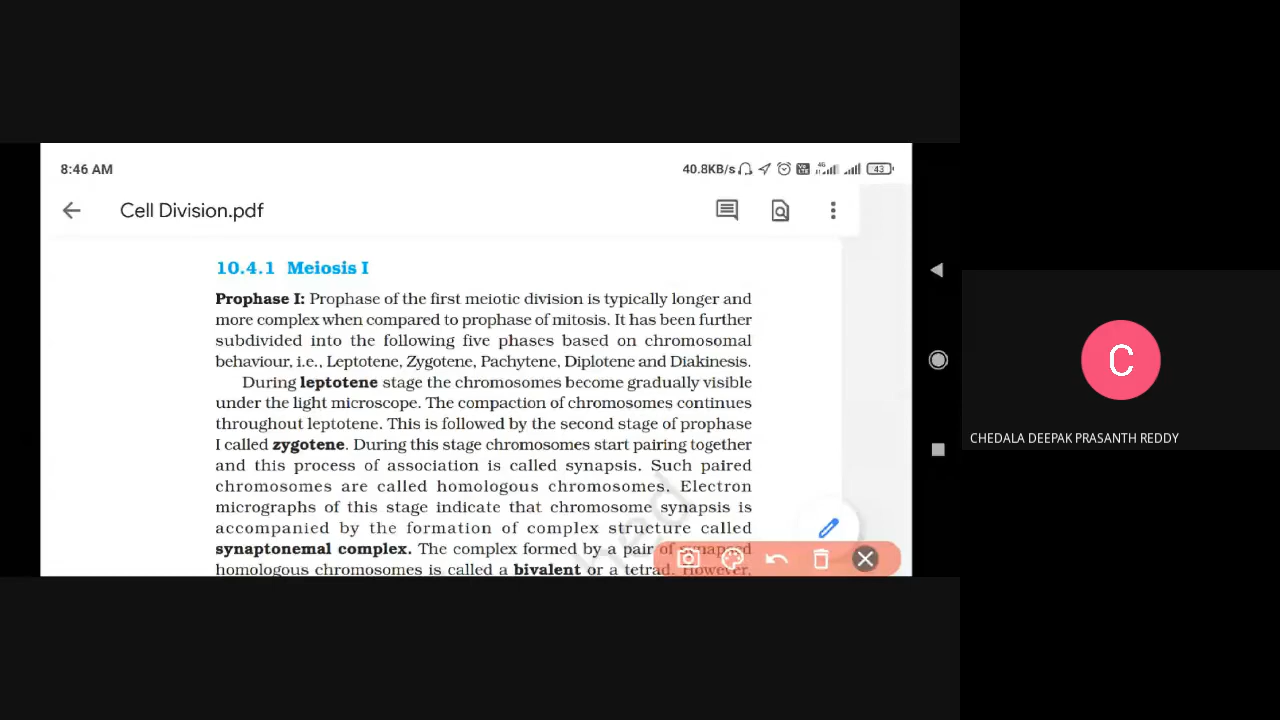 8:46 AM
40.8KB/s
4G
43
Cell Division.pdf
10.4.1 Meiosis I
Prophase I: Prophase of the first meiotic division is typically longer and
more complex when compared to prophase of mitosis. It has been further
subdivided into the following five phases based on chromosomal
behaviour, i.e., Leptotene, Zygotene, Pachytene, Diplotene and Diakinesis.
During leptotene stage the chromosomes become gradually visible
under the light microscope. The compaction of chromosomes continues
throughout leptotene. This is followed by the second stage of prophase
I called zygotene. During this stage chromosomes start pairing together
and this process of association is called synapsis. Such paired
chromosomes are called homologous chromosomes. Electron
micrographs of this stage indicate that chromosome synapsis is
accompanied by the formation of complex structure called
synaptonemal complex. The complex formed by a pair of synapsed
homologous chromosomes is called a bivalent or a tetrad. However,
C
CHEDALA DEEPAK PRASANTH REDDY